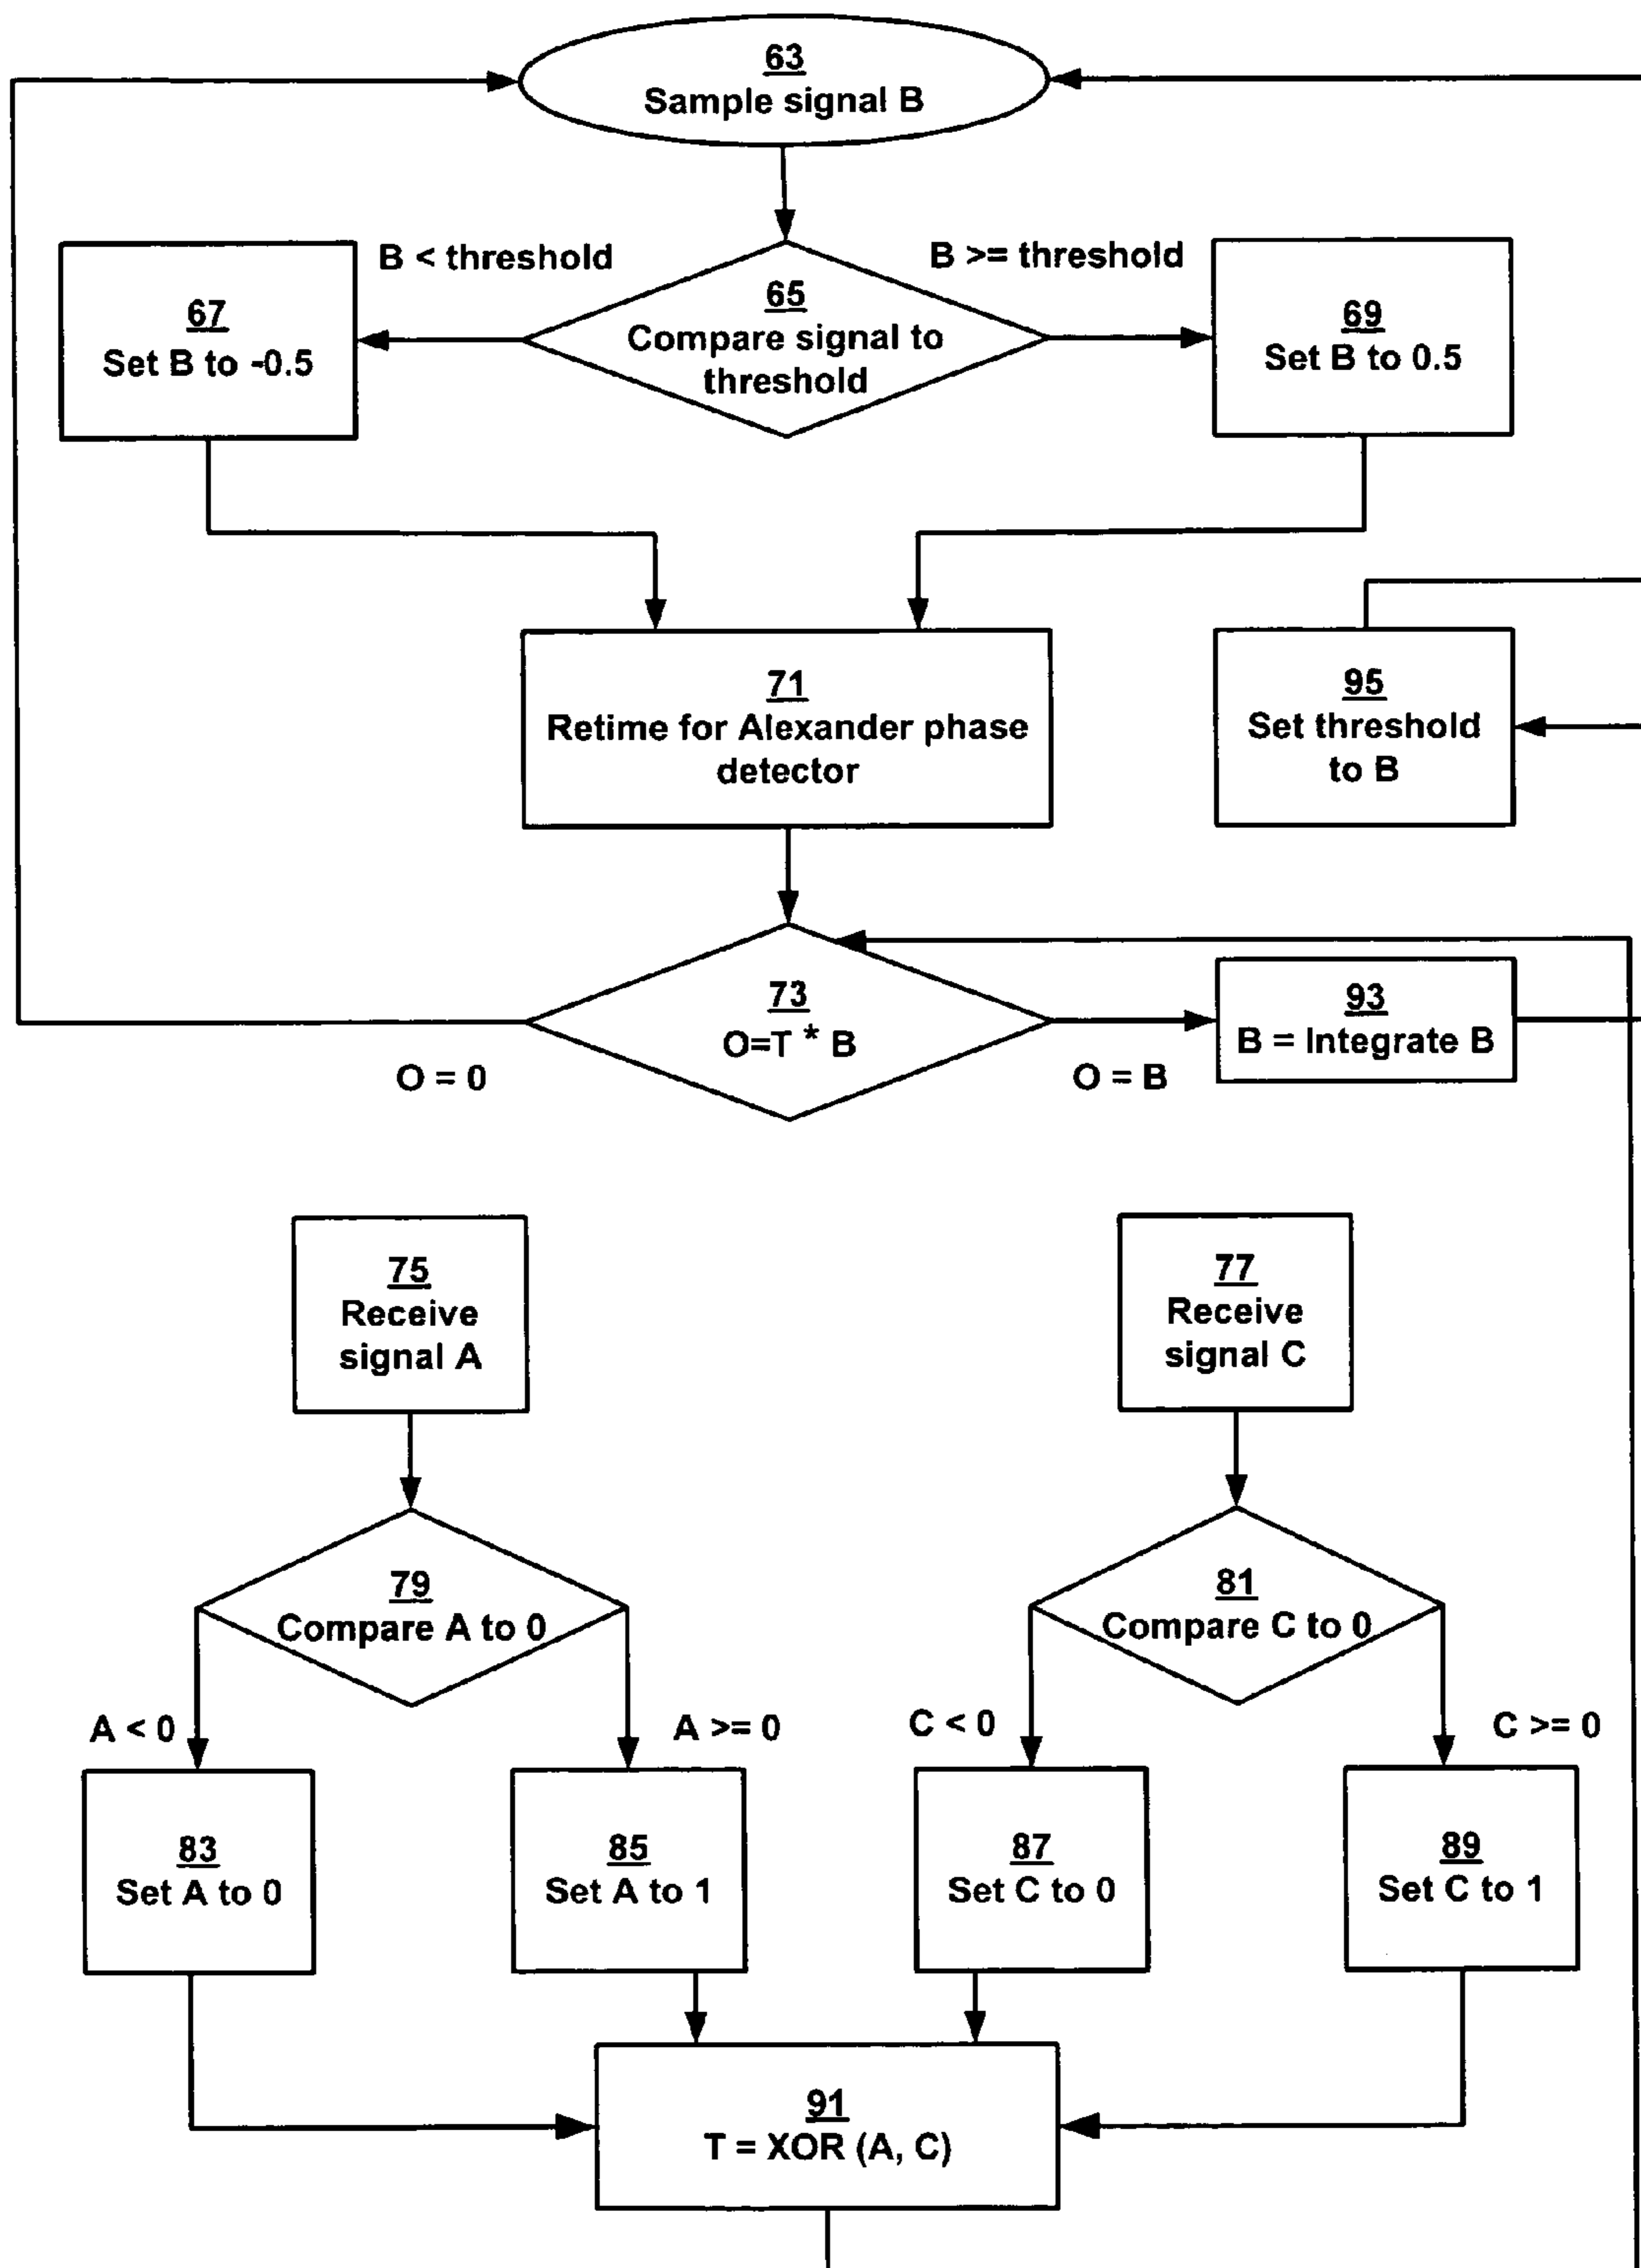 63
Sample signal B
B < threshold
B >= threshold
65
Compare signal to
threshold
67
Set B to -0.5
69
Set B to 0.5
71
Retime for Alexander phase
detector
95
Set threshold
to B
73
O=T * B
O = 0
O = B
93
B = Integrate B
75
Receive
signal A
77
Receive
signal C
79
Compare A to 0
81
Compare C to 0
A < 0
A >= 0
C < 0
C >= 0
83
Set A to 0
85
Set A to 1
87
Set C to 0
89
Set C to 1
91
T = XOR (A, C)